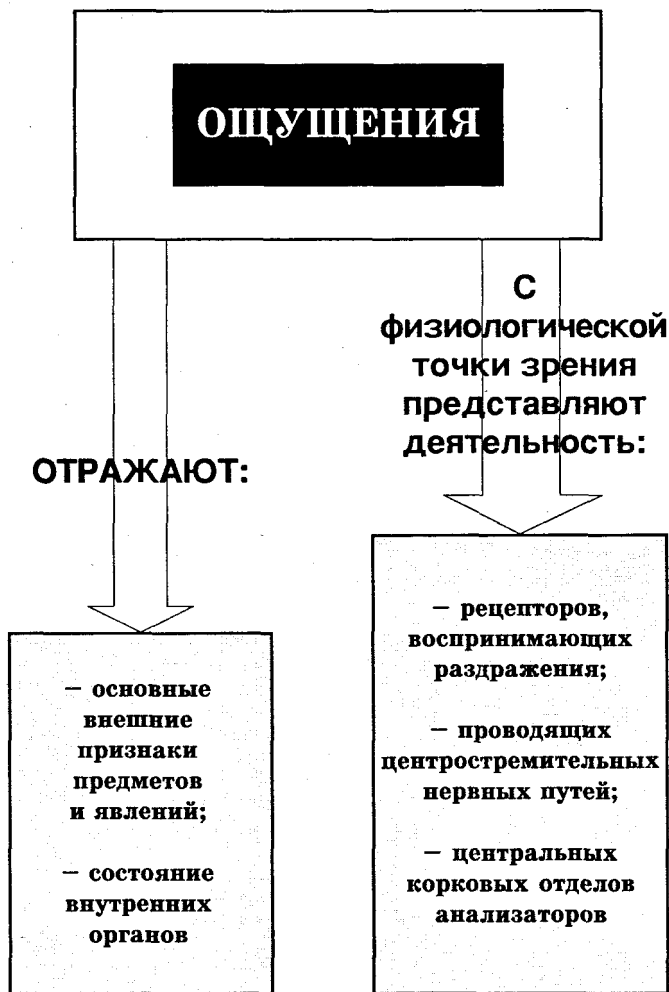 ОЩУЩЕНИЯ
ОТРАЖАЮТ:
— основные
внешние
признаки
предметов
и явлений;
— состояние
внутренних
органов
С
физиологической
точки зрения
представляют
деятельность:
— рецепторов,
воспринимающих
раздражения;
— проводящих
центростремительных
нервных путей;
— центральных
корковых отделов
анализаторов